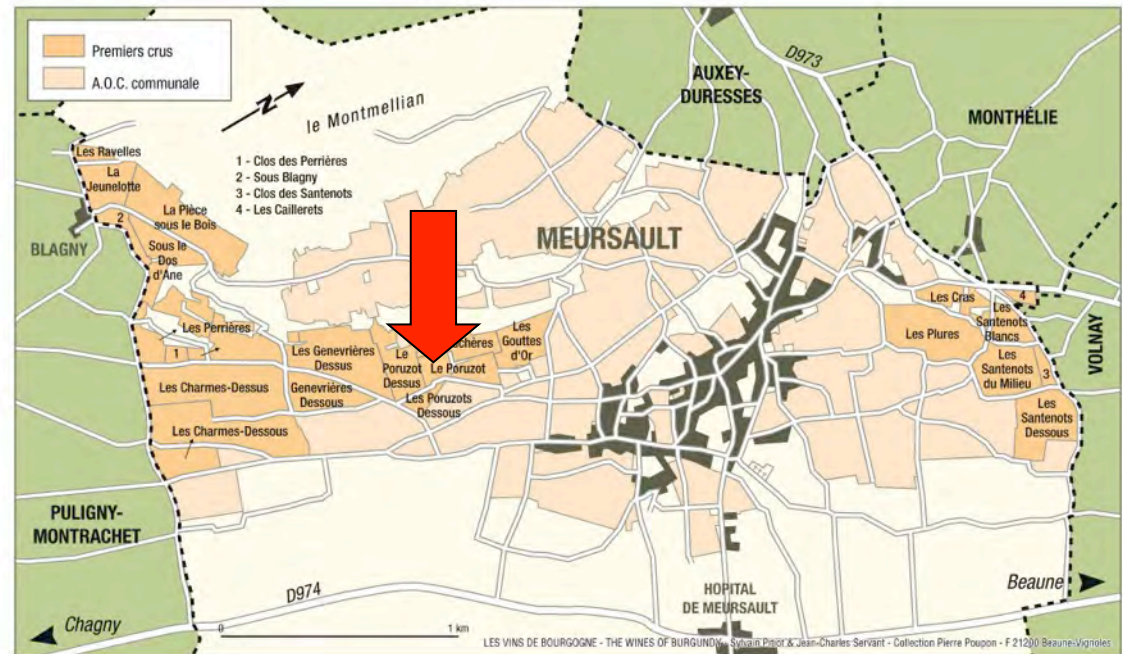 Premiers crus
A.O.C. communale
N
le Montmellian
1 - Clos des Perrières
2 - Sous Blagny
3 - Clos des Santenots
4 - Les Caillerets
AUXEY-
DURESSES
D973
MONTHÉLIE
Les Ravelles
La
Jeunelotte
2
La Pièce
sous le Bois
BLAGNY
Sous le
Dos
d'Ane
MEURSAULT
Les Perrières
1
Les Genevrières
Dessus
Le
Poruzot
Dessus
Le Poruzot
Les
Gouttes
d'Or
Les Charmes-Dessus
Genevrières
Dessous
Les Poruzots
Dessous
Les Charmes-Dessous
Les Cras
4
Les
Santenots
Blancs
Les Plures
Les
Santenots
du Milieu
3
Les
Santenots
Dessous
VOLNAY
PULIGNY-
MONTRACHET
D974
HOPITAL
DE MEURSAULT
Beaune
Chagny
0
1 km
LES VINS DE BOURGOGNE - THE WINES OF BURGUNDY - Sylvain Pitiot & Jean-Charles Servant - Collection Pierre Poupon - F 21200 Beaune-Vignoles